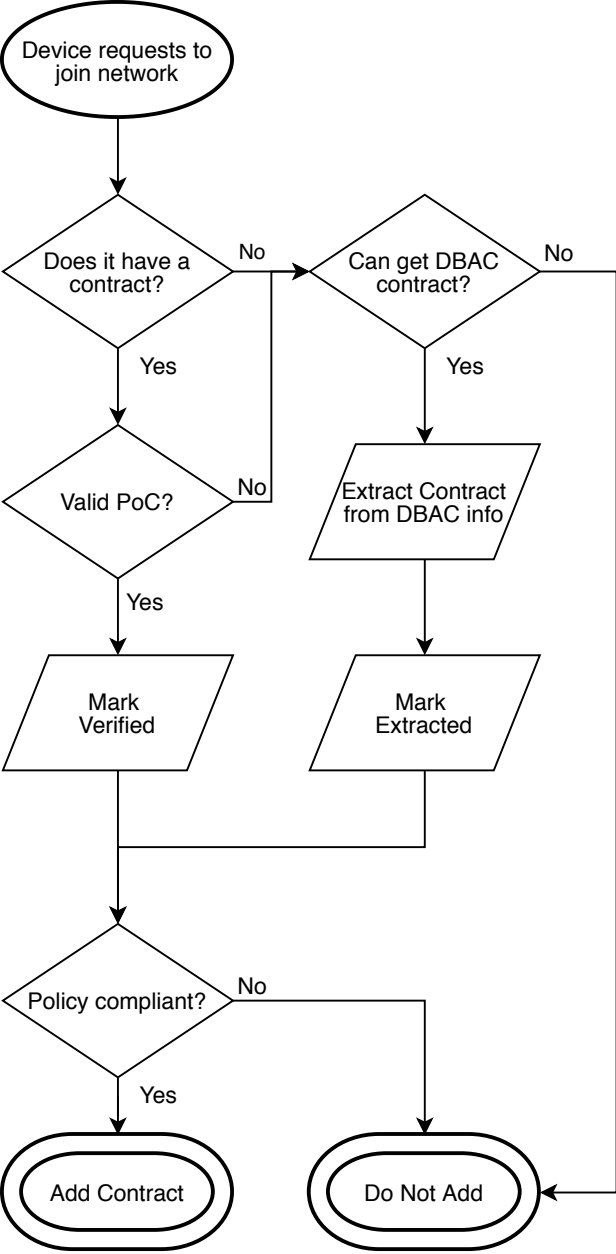 Device requests to
join network
Does it have a
contract?
No
Can get DBAC
contract?
No
Yes
Yes
Valid PoC?
No
Extract Contract
from DBAC info
Yes
Mark
Verified
Mark
Extracted
Policy compliant?
No
Yes
Add Contract
Do Not Add